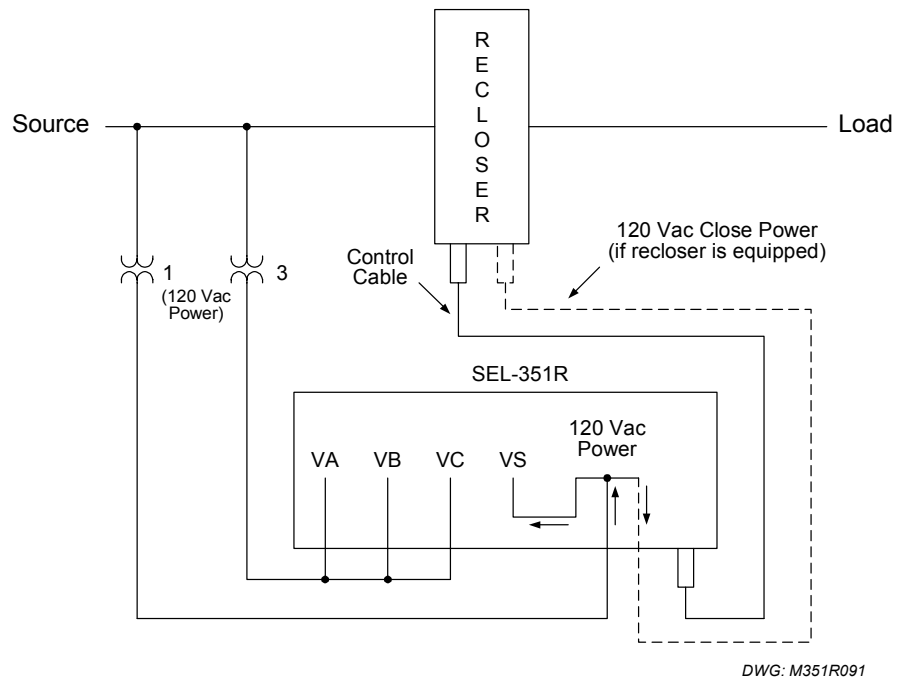 RECLOSER
Source
Load
120 Vac Close Power
(if recloser is equipped)
Control
Cable
1
(120 Vac
Power)
3
SEL-351R
120 Vac
Power
VA
VB
VC
VS
DWG: M351R091